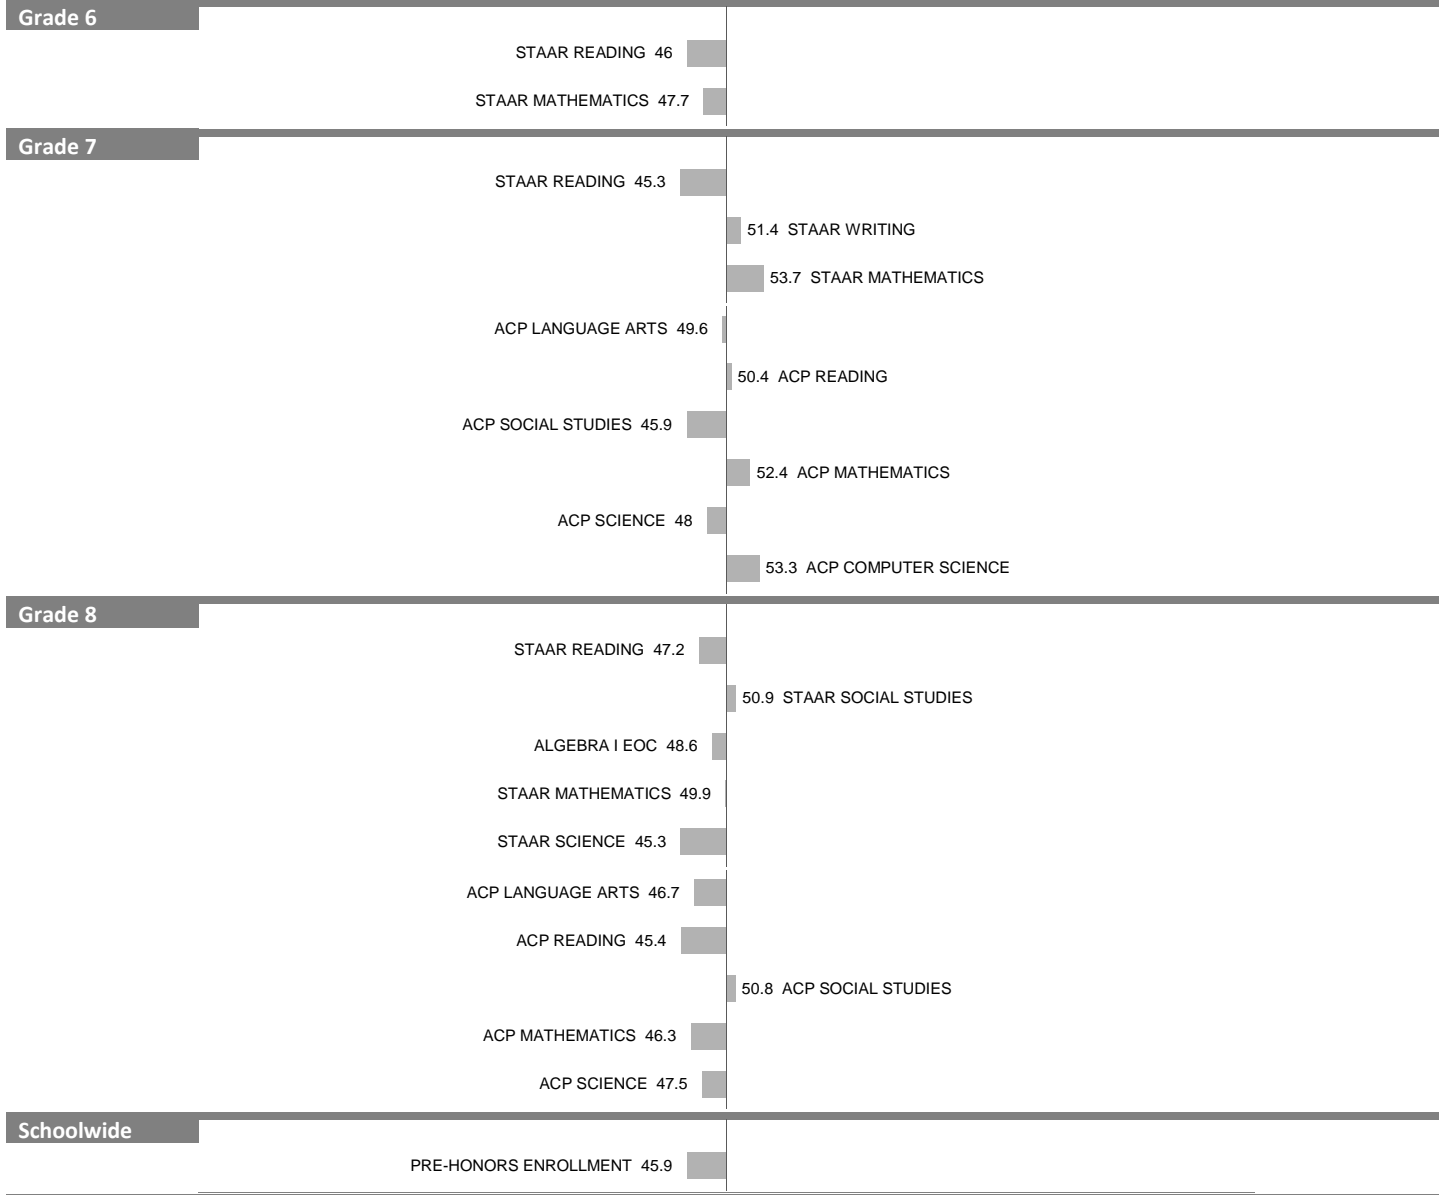 Grade 6
STAAR READING 46
STAAR MATHEMATICS 47.7
Grade 7
STAAR READING 45.3
51.4 STAAR WRITING
53.7 STAAR MATHEMATICS
ACP LANGUAGE ARTS 49.6
50.4 ACP READING
ACP SOCIAL STUDIES 45.9
52.4 ACP MATHEMATICS
ACP SCIENCE 48
53.3 ACP COMPUTER SCIENCE
Grade 8
STAAR READING 47.2
50.9 STAAR SOCIAL STUDIES
ALGEBRA I EOC 48.6
STAAR MATHEMATICS 49.9
STAAR SCIENCE 45.3
ACP LANGUAGE ARTS 46.7
ACP READING 45.4
50.8 ACP SOCIAL STUDIES
ACP MATHEMATICS 46.3
ACP SCIENCE 47.5
Schoolwide
PRE-HONORS ENROLLMENT 45.9